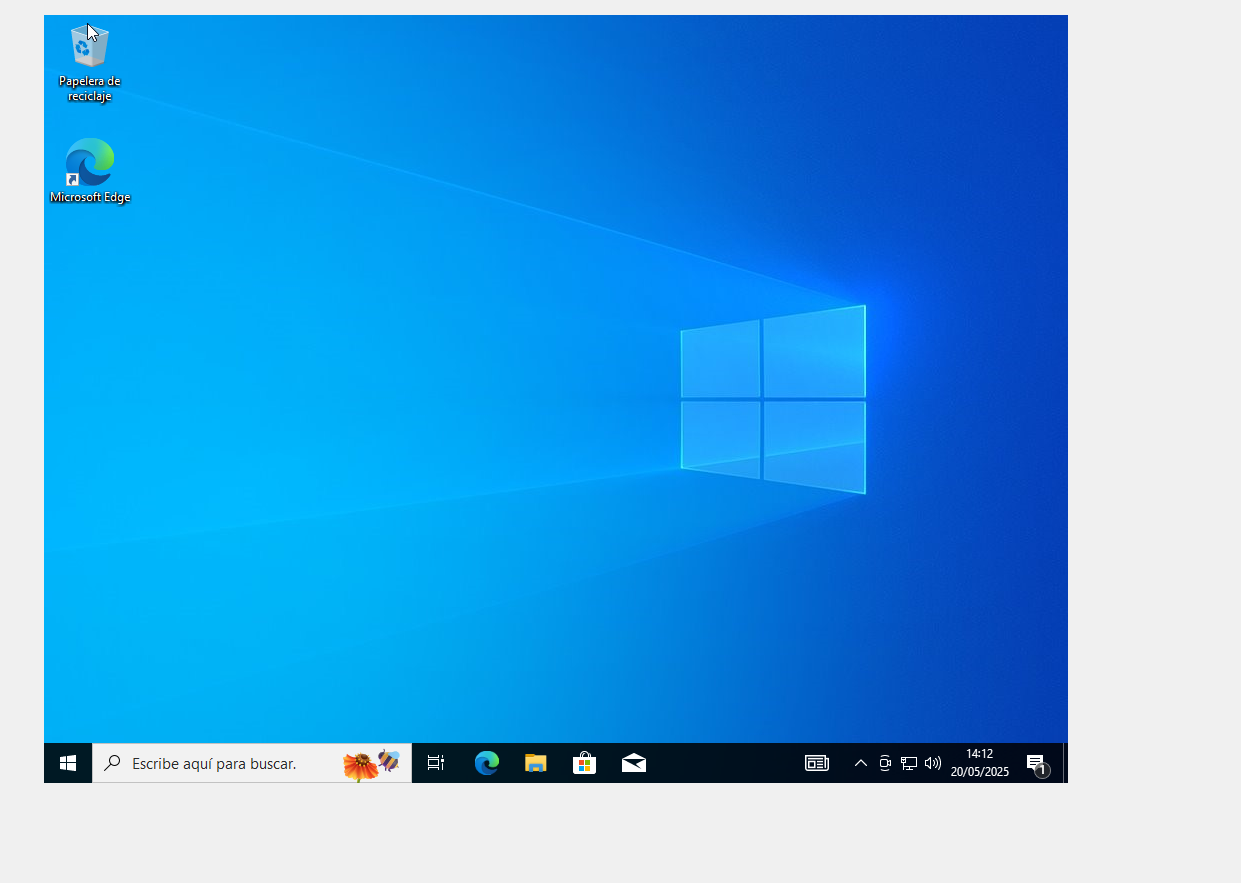 Papelera de
reciclaje
Microsoft Edge
Escribe aquí para buscar.
14:12
20/05/2025
1